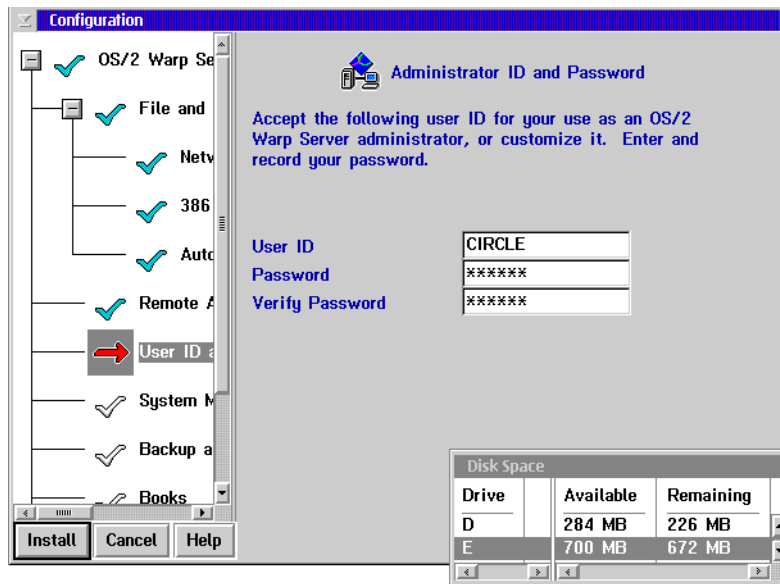 Configuration
OS/2 Warp Se
File and
Netw
386
Auto
Remote A
User ID a
System M
Backup a
Books
Install Cancel Help
Administrator ID and Password
Accept the following user ID for your use as an OS/2
Warp Server administrator, or customize it. Enter and
record your password.
User ID CIRCLE
Password ******
Verify Password ******
Disk Space
Drive Available Remaining
D 284 MB 226 MB
E 700 MB 672 MB